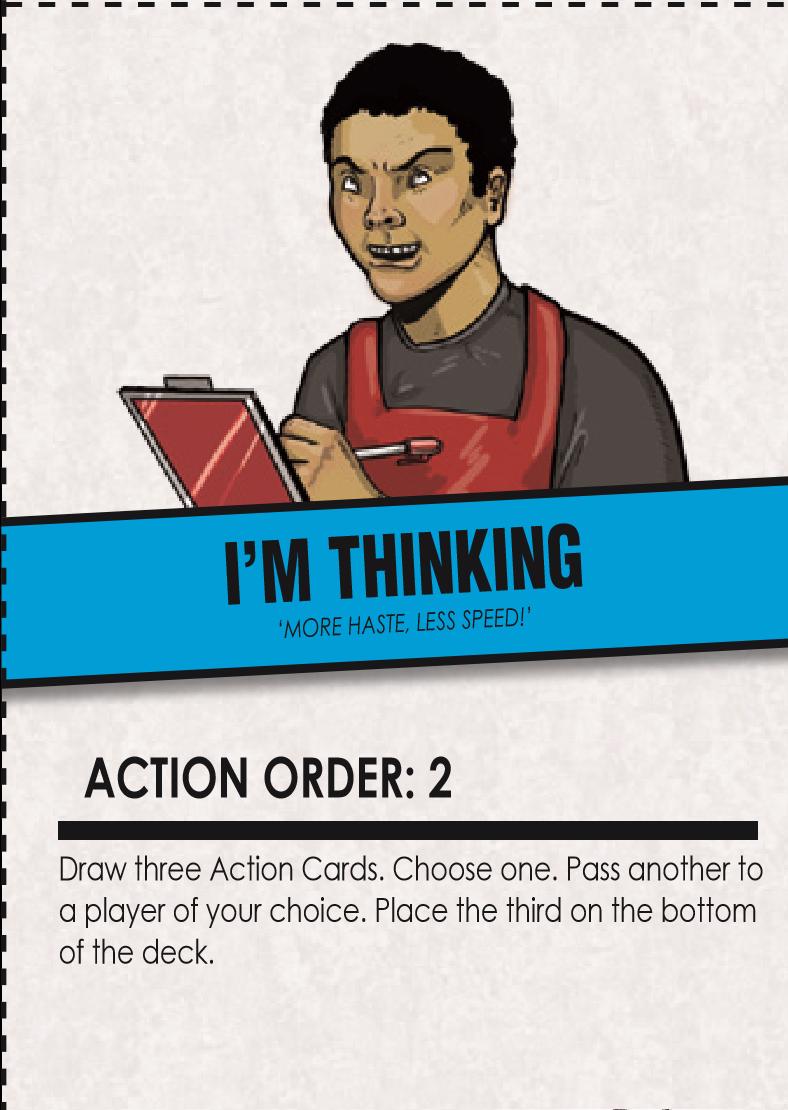 I’M THINKING
‘MORE HASTE, LESS SPEED!’
ACTION ORDER: 2
Draw three Action Cards. Choose one. Pass another to
a player of your choice. Place the third on the bottom
of the deck.